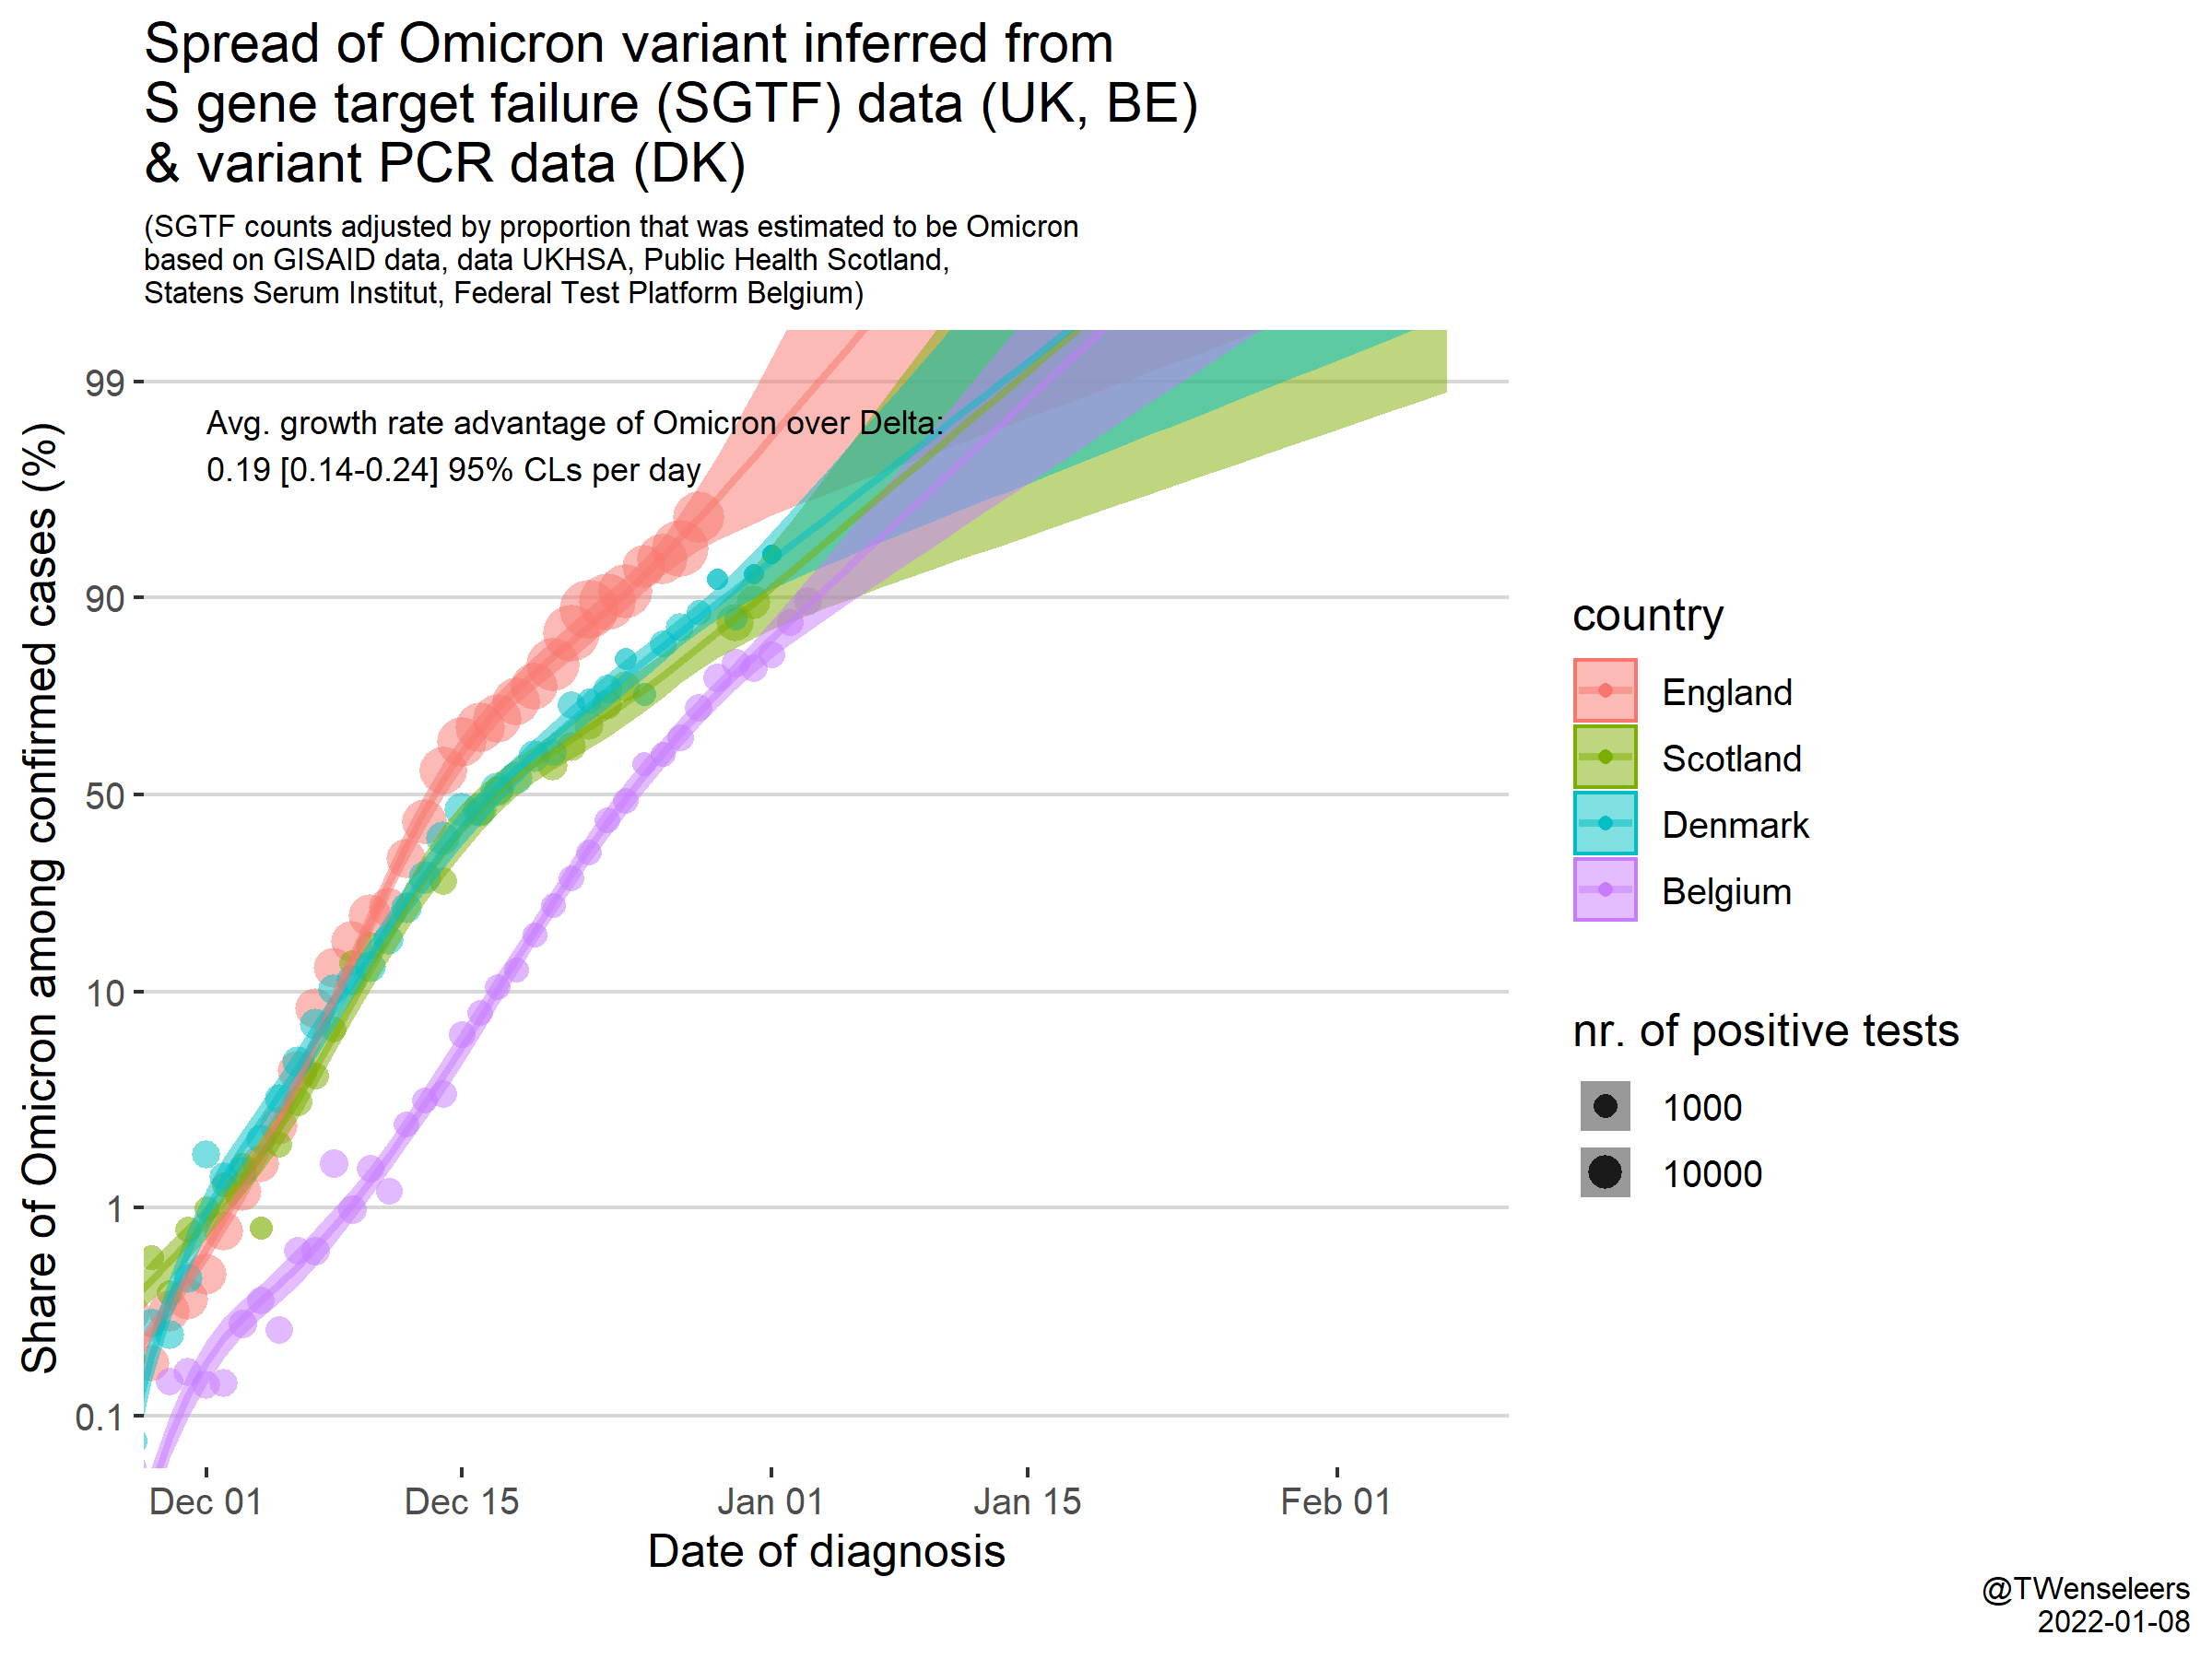 Spread of Omicron variant inferred from
S gene target failure (SGTF) data (UK, BE)
& variant PCR data (DK)
(SGTF counts adjusted by proportion that was estimated to be Omicron
based on GISAID data, data UKHSA, Public Health Scotland,
Statens Serum Institut, Federal Test Platform Belgium)
Share of Omicron among confirmed cases (%)
99
90
50
10
1
0.1
Avg. growth rate advantage of Omicron over Delta:
0.19 [0.14-0.24] 95% CLs per day
Dec 01
Dec 15
Jan 01
Jan 15
Feb 01
Date of diagnosis
country
England
Scotland
Denmark
Belgium
nr. of positive tests
1000
10000
@TWenseleers
2022-01-08